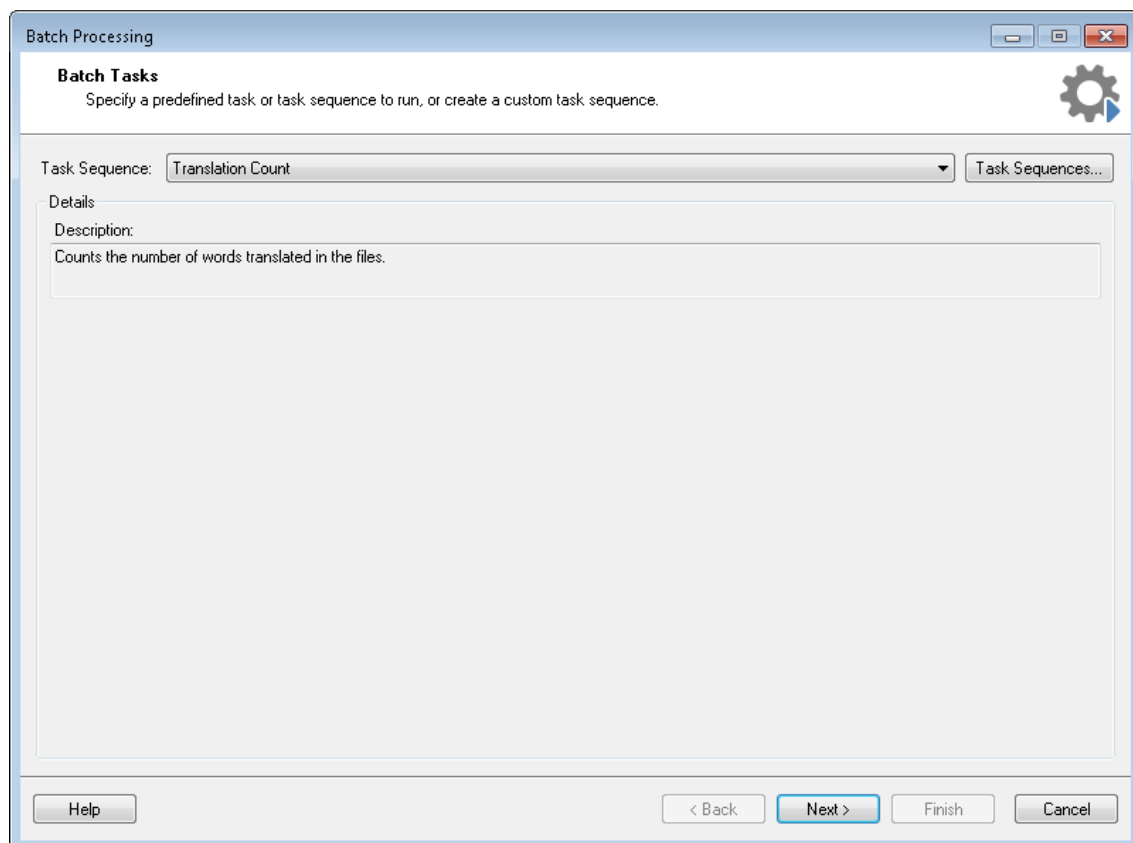 Batch Processing
Batch Tasks
Specify a predefined task or task sequence to run, or create a custom task sequence.
Task Sequence: Translation Count Task Sequences...
Details
Description:
Counts the number of words translated in the files.
Help < Back Next > Finish Cancel